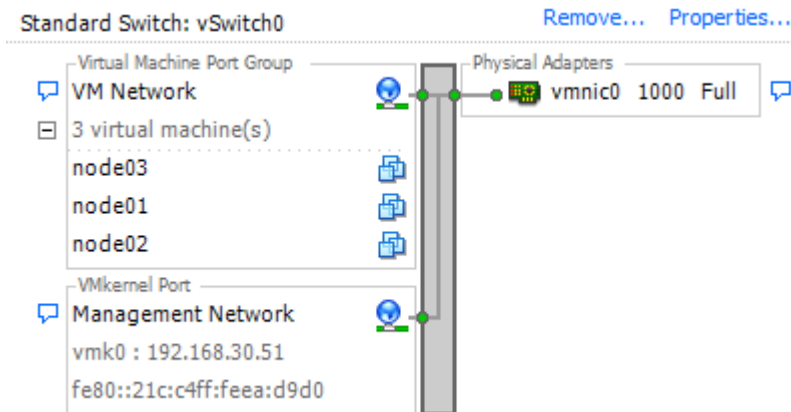 Standard Switch: vSwitch0 Remove... Properties...
Virtual Machine Port Group
VM Network
3 virtual machine(s)
node03
node01
node02
Physical Adapters
vmnic0 1000 Full
VMkernel Port
Management Network
vmk0 : 192.168.30.51
fe80::21c:c4ff:feea:d9d0